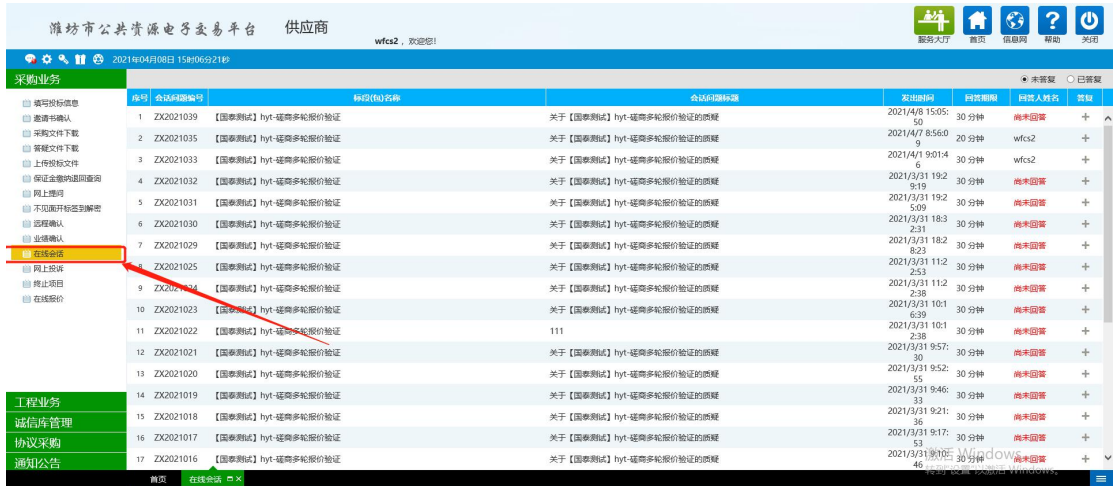 潍坊市公共资源电子交易平台 供应商 wfcs2，欢迎您!
服务大厅 首页 信息网 帮助 关闭
2021年04月08日 15时06分21秒
采购业务
未答复 已答复
填写投标信息
邀请书确认
采购文件下载
答疑文件下载
上传投标文件
保证金缴纳退回查询
网上提问
不见面开标签到解密
远程确认
业绩确认
在线会话
网上投诉
终止项目
在线报价
工程业务
诚信库管理
协议采购
通知公告
序号 会话问题编号 标段(包)名称 会话问题标题 发出时间 回答期限 回答人姓名 答复
1 ZX2021039 【国泰测试】hyt-磋商多轮报价验证 关于【国泰测试】hyt-磋商多轮报价验证的质疑 2021/4/8 15:05:50 30 分钟 尚未回答
2 ZX2021035 【国泰测试】hyt-磋商多轮报价验证 关于【国泰测试】hyt-磋商多轮报价验证的质疑 2021/4/7 8:56:09 20 分钟 wfcs2
3 ZX2021033 【国泰测试】hyt-磋商多轮报价验证 关于【国泰测试】hyt-磋商多轮报价验证的质疑 2021/4/1 9:01:46 30 分钟 wfcs2
4 ZX2021032 【国泰测试】hyt-磋商多轮报价验证 关于【国泰测试】hyt-磋商多轮报价验证的质疑 2021/3/31 19:29:19 30 分钟 尚未回答
5 ZX2021031 【国泰测试】hyt-磋商多轮报价验证 关于【国泰测试】hyt-磋商多轮报价验证的质疑 2021/3/31 19:25:09 30 分钟 尚未回答
6 ZX2021030 【国泰测试】hyt-磋商多轮报价验证 关于【国泰测试】hyt-磋商多轮报价验证的质疑 2021/3/31 18:32:31 30 分钟 尚未回答
7 ZX2021029 【国泰测试】hyt-磋商多轮报价验证 关于【国泰测试】hyt-磋商多轮报价验证的质疑 2021/3/31 18:28:23 30 分钟 尚未回答
8 ZX2021025 【国泰测试】hyt-磋商多轮报价验证 关于【国泰测试】hyt-磋商多轮报价验证的质疑 2021/3/31 11:22:53 30 分钟 尚未回答
9 ZX2021024 【国泰测试】hyt-磋商多轮报价验证 关于【国泰测试】hyt-磋商多轮报价验证的质疑 2021/3/31 11:22:38 30 分钟 尚未回答
10 ZX2021023 【国泰测试】hyt-磋商多轮报价验证 关于【国泰测试】hyt-磋商多轮报价验证的质疑 2021/3/31 10:16:39 30 分钟 尚未回答
11 ZX2021022 【国泰测试】hyt-磋商多轮报价验证 111 2021/3/31 10:12:38 30 分钟 尚未回答
12 ZX2021021 【国泰测试】hyt-磋商多轮报价验证 关于【国泰测试】hyt-磋商多轮报价验证的质疑 2021/3/31 9:57:30 30 分钟 尚未回答
13 ZX2021020 【国泰测试】hyt-磋商多轮报价验证 关于【国泰测试】hyt-磋商多轮报价验证的质疑 2021/3/31 9:52:55 30 分钟 尚未回答
14 ZX2021019 【国泰测试】hyt-磋商多轮报价验证 关于【国泰测试】hyt-磋商多轮报价验证的质疑 2021/3/31 9:46:33 30 分钟 尚未回答
15 ZX2021018 【国泰测试】hyt-磋商多轮报价验证 关于【国泰测试】hyt-磋商多轮报价验证的质疑 2021/3/31 9:21:36 30 分钟 尚未回答
16 ZX2021017 【国泰测试】hyt-磋商多轮报价验证 关于【国泰测试】hyt-磋商多轮报价验证的质疑 2021/3/31 9:17:53 30 分钟 尚未回答
17 ZX2021016 【国泰测试】hyt-磋商多轮报价验证 关于【国泰测试】hyt-磋商多轮报价验证的质疑 2021/3/31 9:10:46 30 分钟 尚未回答
激活 Windows
转到"设置"以激活 Windows。
首页 在线会话